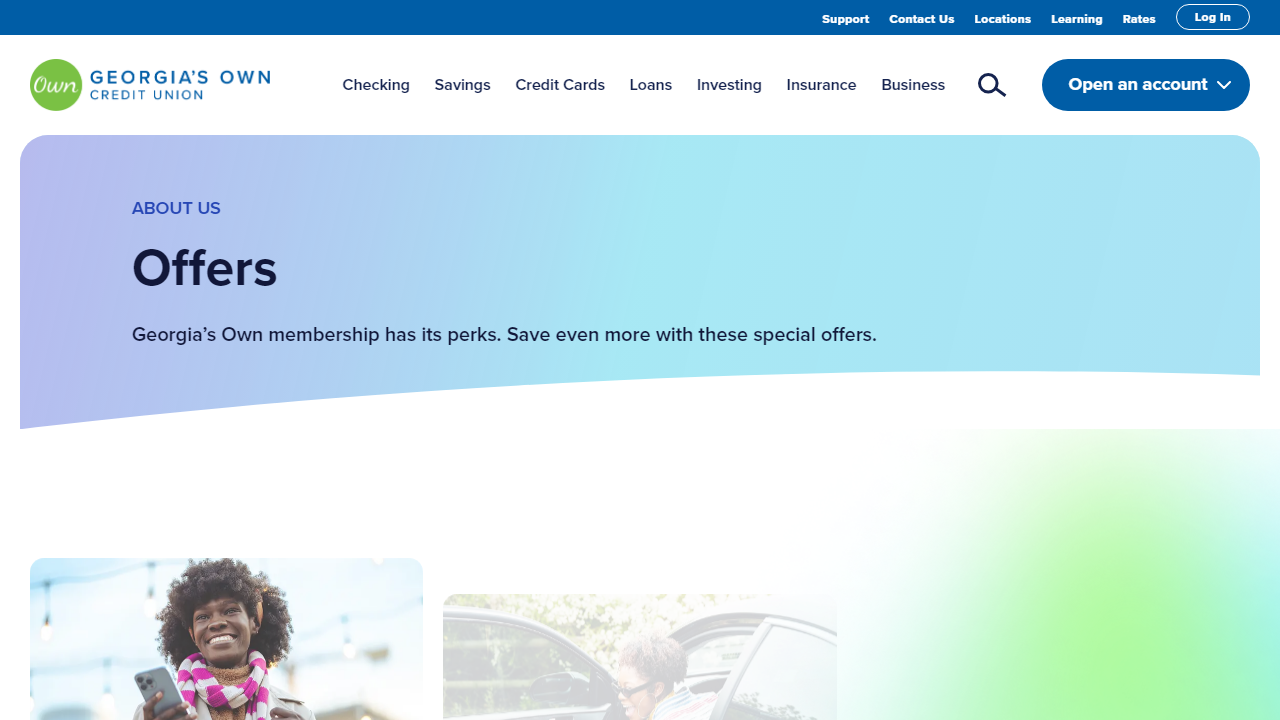 Support Contact Us Locations Learning Rates Log In
Own GEORGIA'S OWN
CREDIT UNION
Checking Savings Credit Cards Loans Investing Insurance Business Open an account
ABOUT US
Offers
Georgia’s Own membership has its perks. Save even more with these special offers.